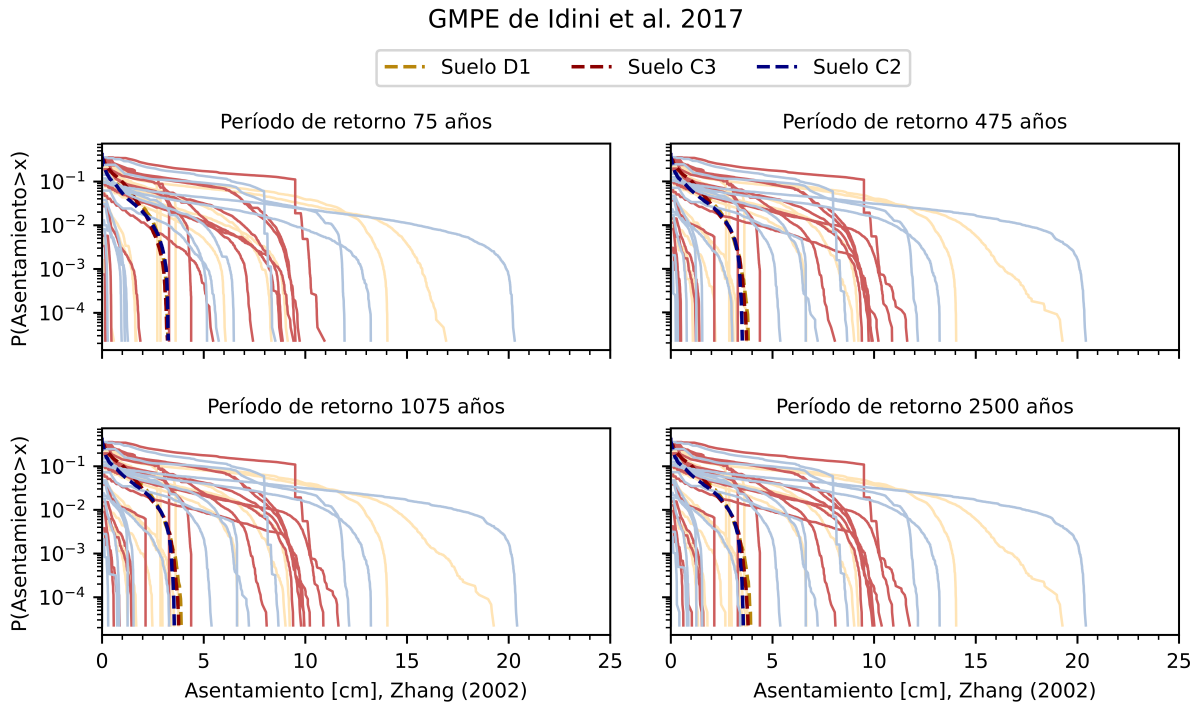 GMPE de Idini et al. 2017
Suelo D1 Suelo C3 Suelo C2
Período de retorno 75 años
Período de retorno 475 años
P(Asentamiento>x)
10⁻¹
10⁻²
10⁻³
10⁻⁴
Período de retorno 1075 años
Período de retorno 2500 años
P(Asentamiento>x)
10⁻¹
10⁻²
10⁻³
10⁻⁴
0 5 10 15 20 25
0 5 10 15 20 25
Asentamiento [cm], Zhang (2002)
Asentamiento [cm], Zhang (2002)